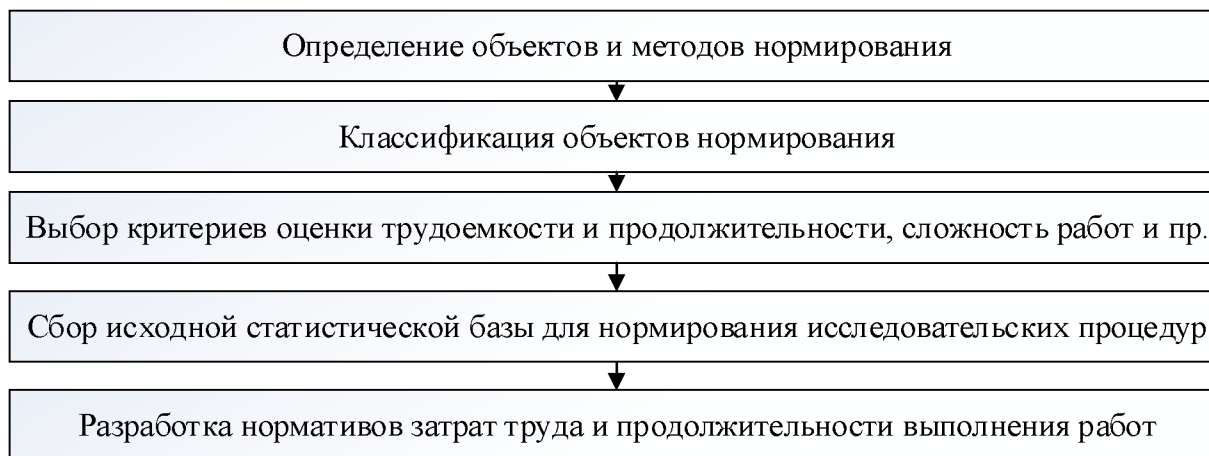 Определение объектов и методов нормирования
Классификация объектов нормирования
Выбор критериев оценки трудоемкости и продолжительности, сложность работ и пр.
Сбор исходной статистической базы для нормирования исследовательских процедур
Разработка нормативов затрат труда и продолжительности выполнения работ